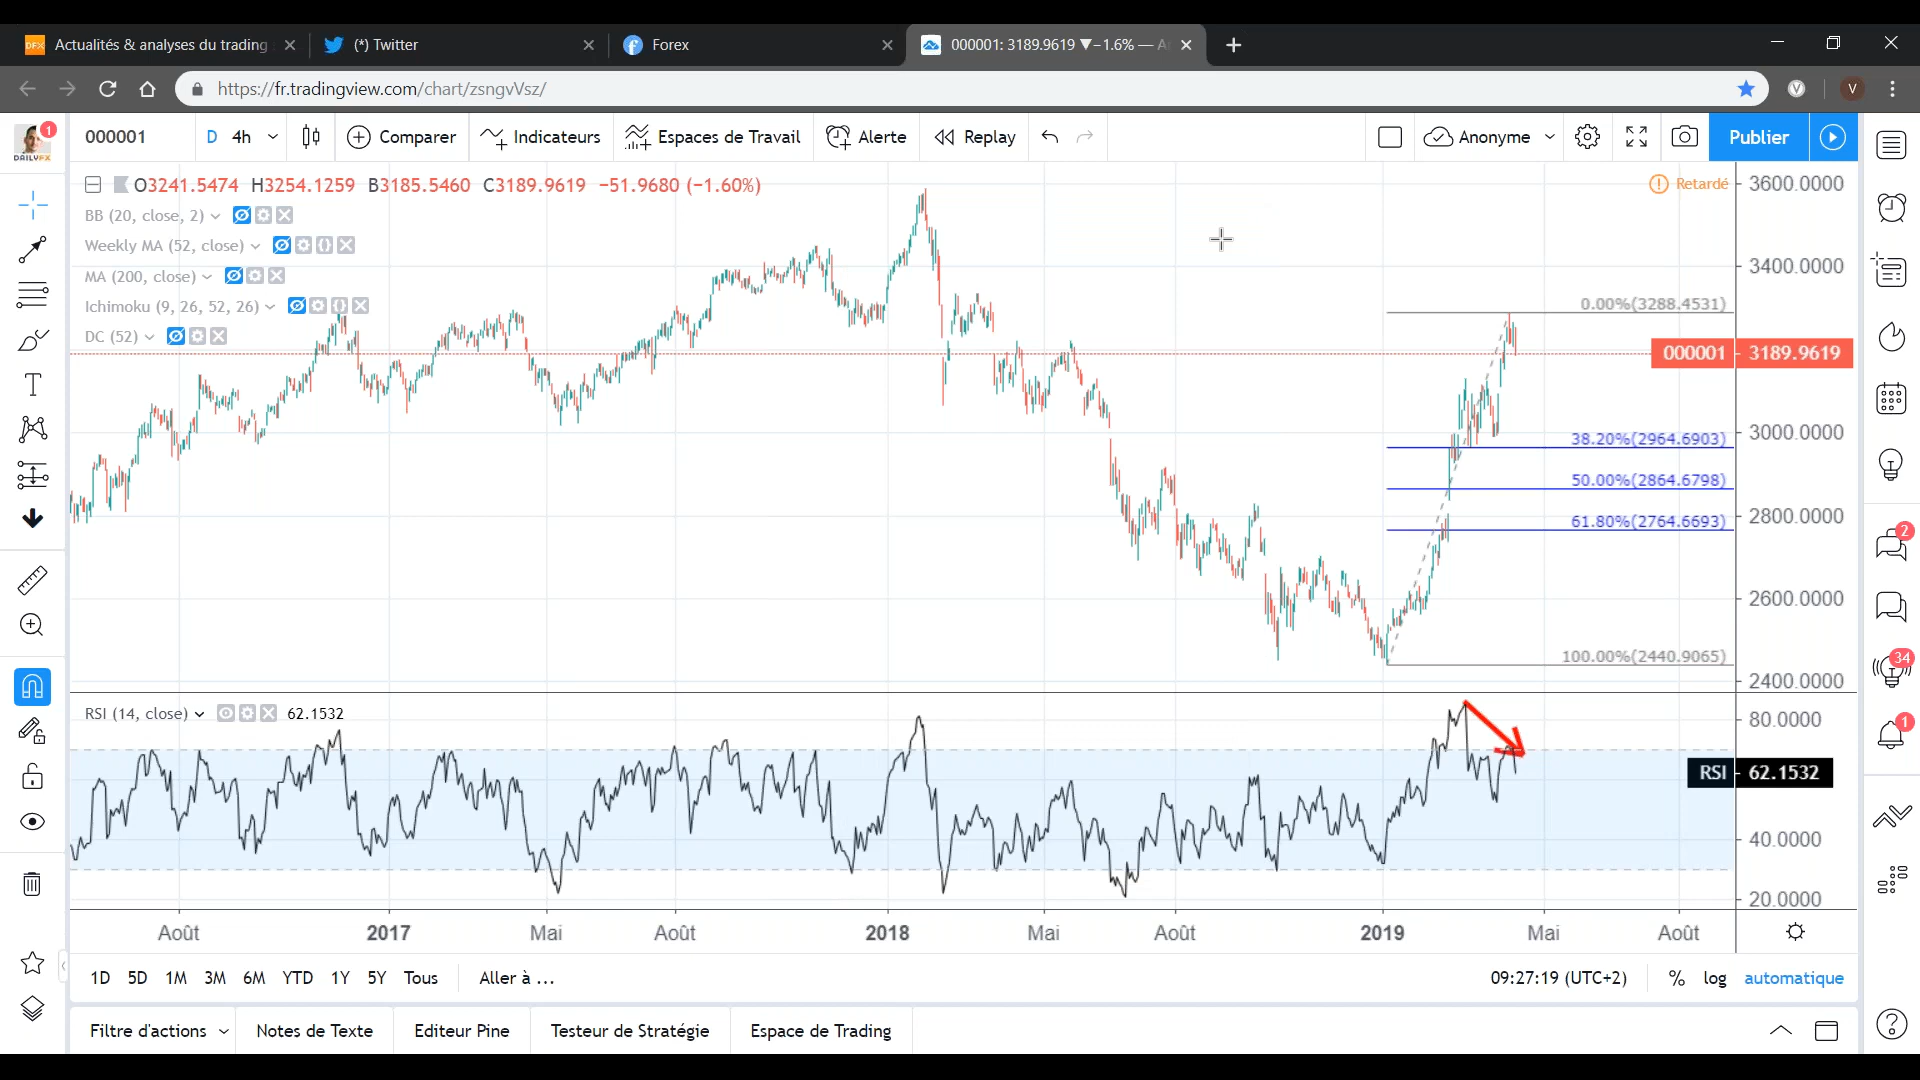 Actualités & analyses du trading
(*) Twitter
Forex
000001: 3189.9619 ▼−1.6% — A
https://fr.tradingview.com/chart/zsngvVsz/
V
1
DAILYFX
000001
D
4h
Comparer
Indicateurs
Espaces de Travail
Alerte
Replay
Anonyme
Publier
O3241.5474 H3254.1259 B3185.5460 C3189.9619 −51.9680 (−1.60%)
Retardé
BB (20, close, 2)
Weekly MA (52, close)
MA (200, close)
Ichimoku (9, 26, 52, 26)
DC (52)
3600.0000
3400.0000
0.00%(3288.4531)
000001
3189.9619
38.20%(2964.6903)
3000.0000
50.00%(2864.6798)
61.80%(2764.6693)
2800.0000
2600.0000
100.00%(2440.9065)
2400.0000
RSI (14, close)
62.1532
80.0000
RSI
62.1532
40.0000
20.0000
2
34
1
Août
2017
Mai
Août
2018
Mai
Août
2019
Mai
Août
1D 5D 1M 3M 6M YTD 1Y 5Y Tous
Aller à ...
09:27:19 (UTC+2)
%
log
automatique
Filtre d'actions
Notes de Texte
Editeur Pine
Testeur de Stratégie
Espace de Trading